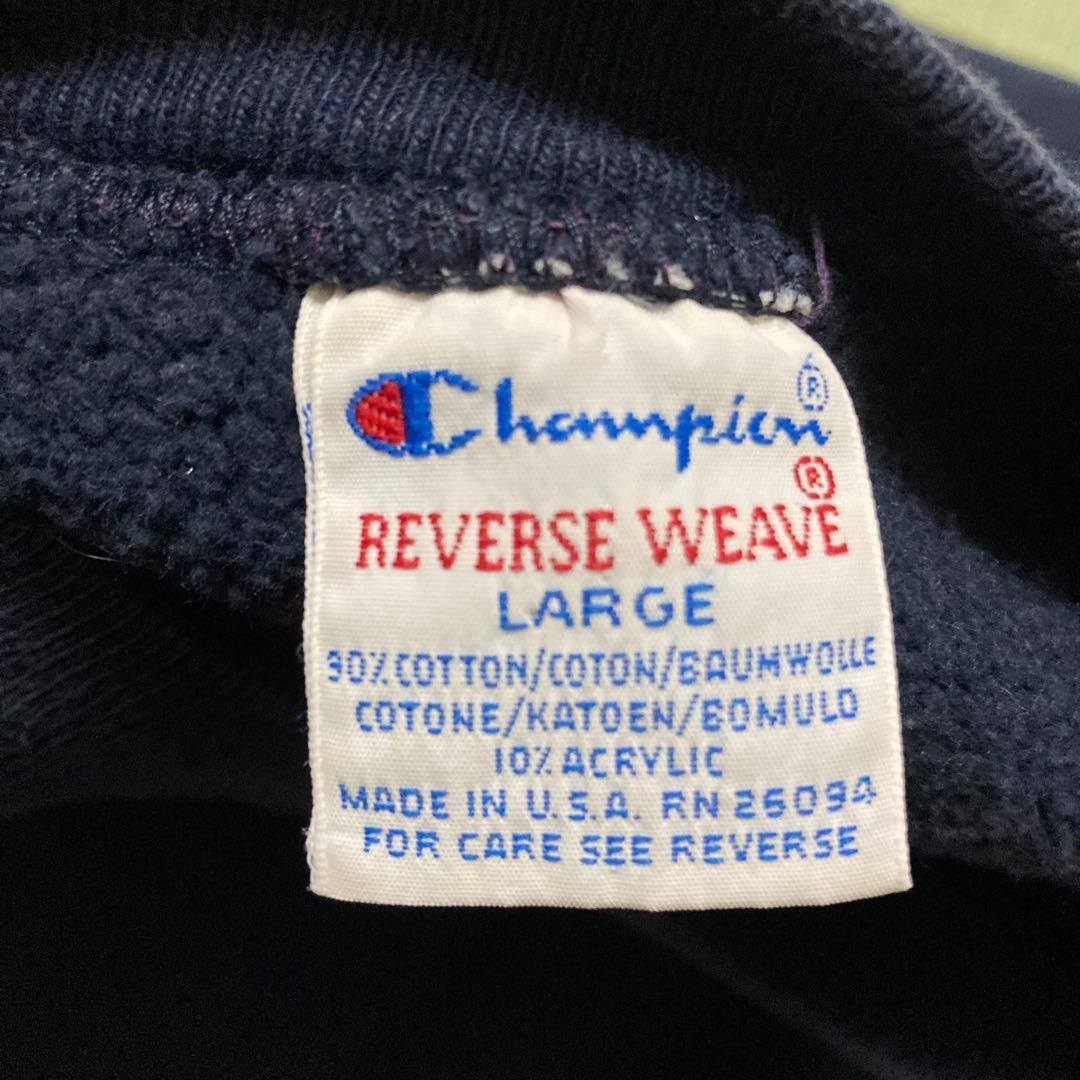 Champion®
REVERSE WEAVE®
LARGE
90% COTTON/COTON/BAUMWOLLE
COTONE/KATOEN/BOMULD
10% ACRYLIC
MADE IN U.S.A. RN 26094
FOR CARE SEE REVERSE